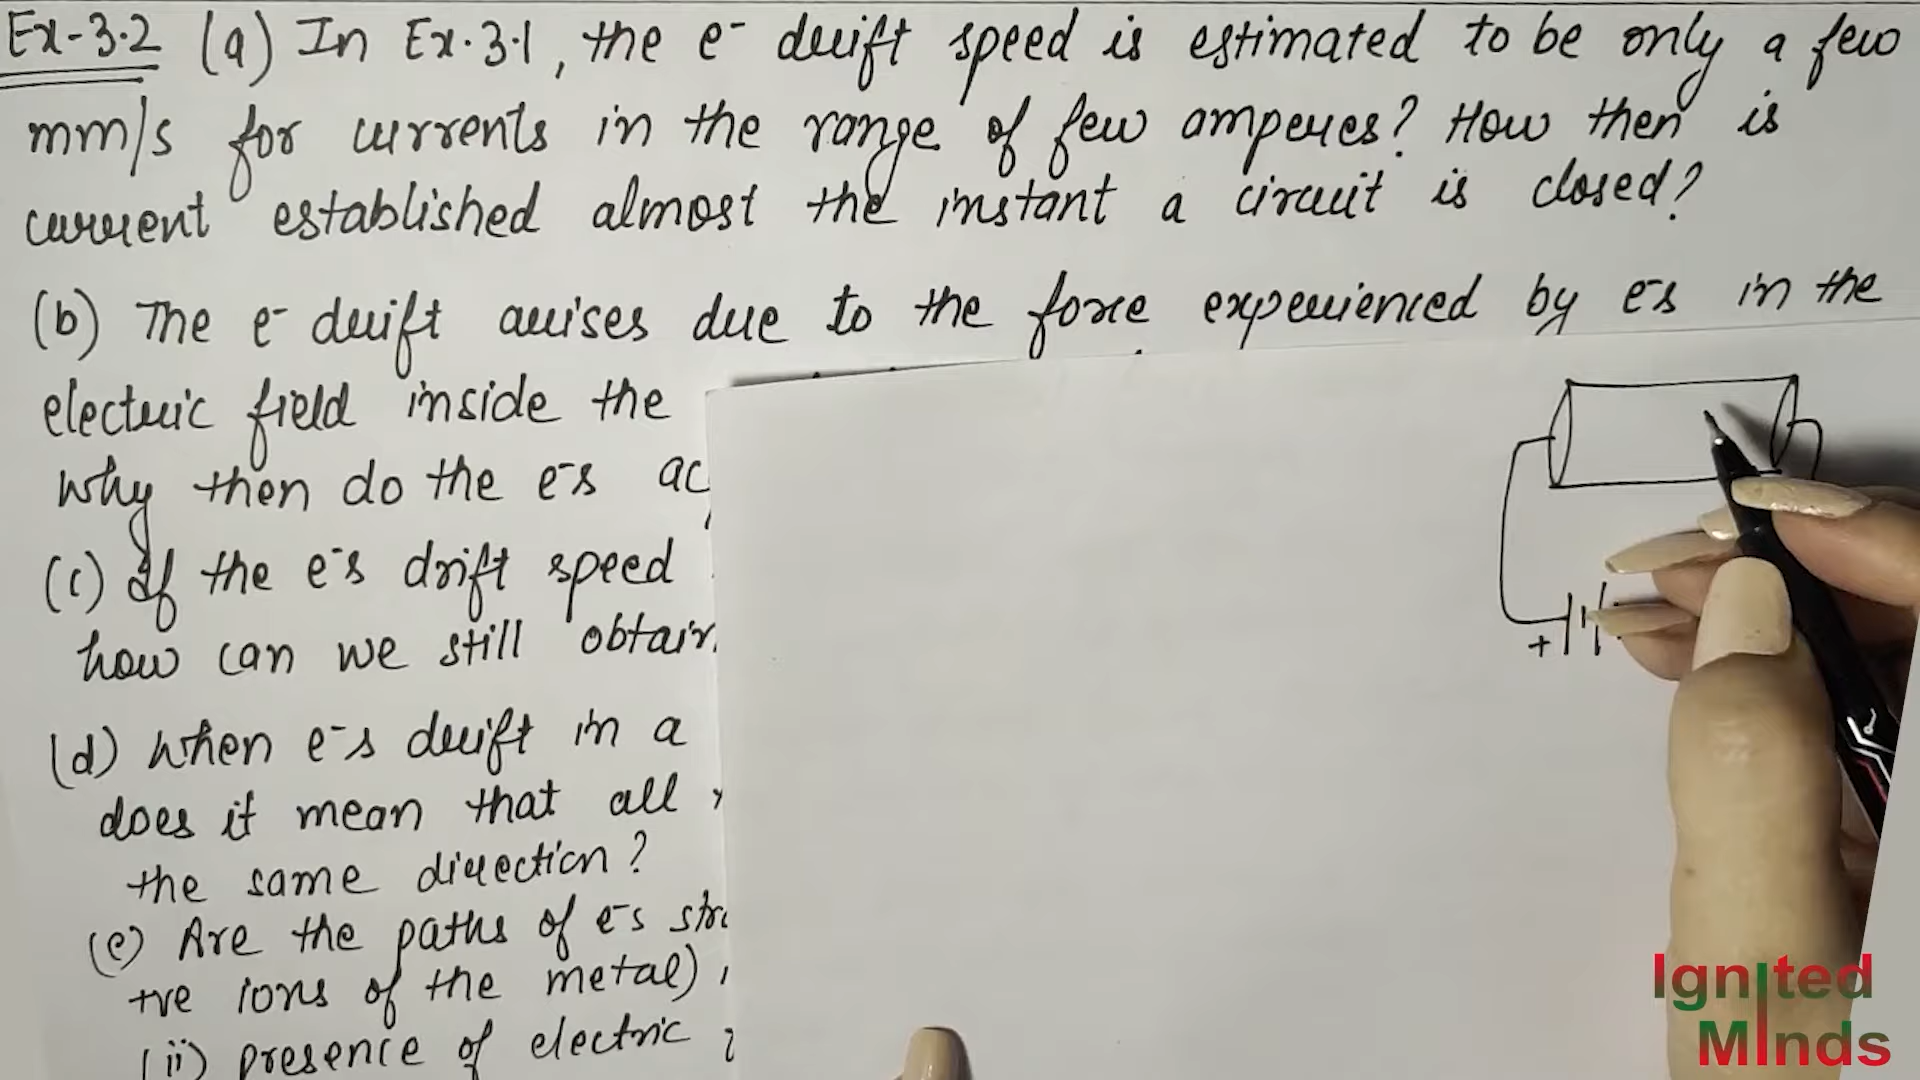 Ex-3.2 (a) In Ex. 3.1, the e- drift speed is estimated to be only a few
mm/s for currents in the range of few amperes? How then is
current established almost the instant a circuit is closed?
(b) The e- drift arises due to the force experienced by e-s in the
electric field inside the
why then do the e-s ac
(c) If the e-s drift speed
how can we still obtain
(d) When e-s drift in a
does it mean that all
the same direction?
(e) Are the paths of e-s stra
+ve ions of the metal)
(ii) presence of electric
+
Ignited
Minds